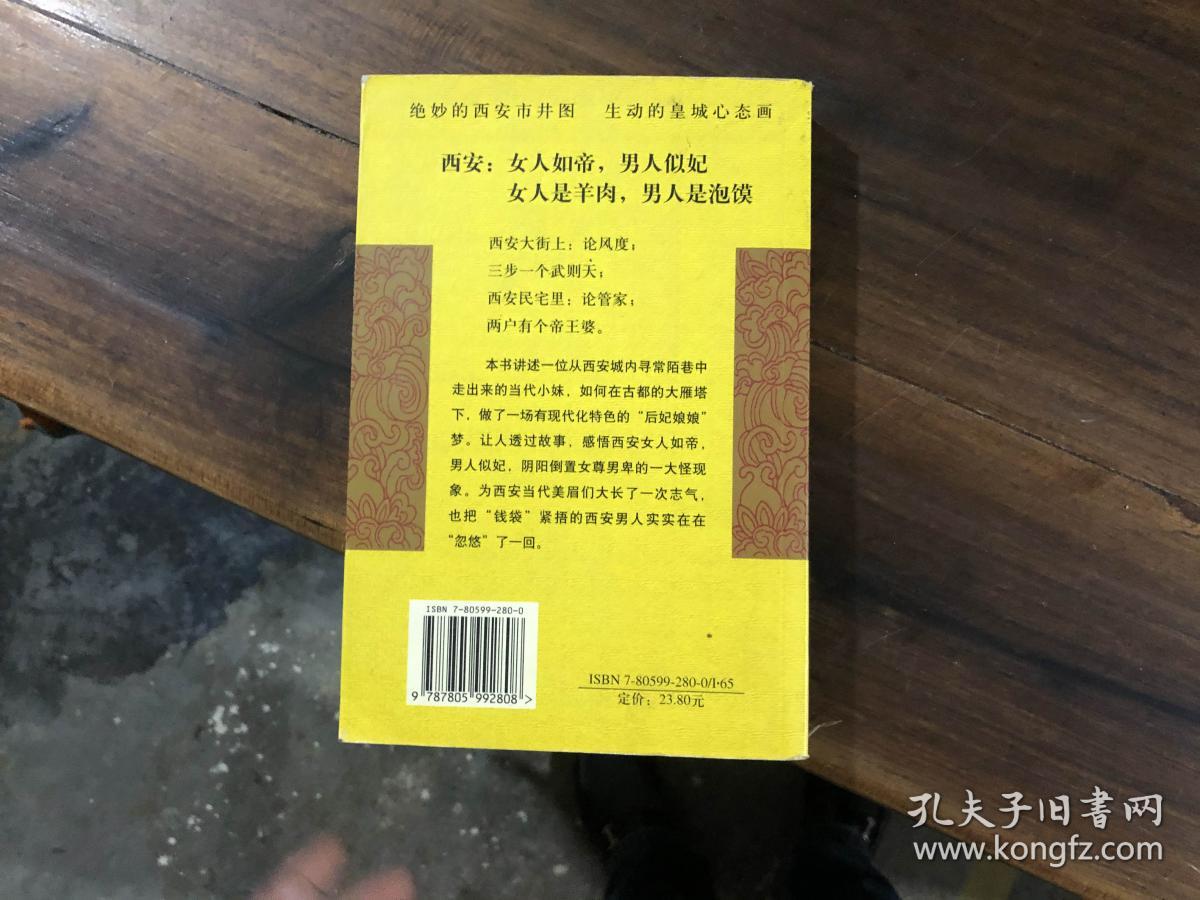 绝妙的西安市井图 生动的皇城心态画
西安：女人如帝，男人似妃
女人是羊肉，男人是泡馍
西安大街上：论风度；
三步一个武则天；
西安民宅里：论管家；
两户有个帝王婆。
本书讲述一位从西安城内寻常陌巷中
走出来的当代小妹，如何在古都的大雁塔
下，做了一场有现代化特色的“后妃娘娘”
梦。让人透过故事，感悟西安女人如帝，
男人似妃，阴阳倒置女尊男卑的一大怪现
象。为西安当代美眉们大长了一次志气，
也把“钱袋”紧捂的西安男人实实在在
“忽悠”了一回。
ISBN 7-80599-280-0
9 787805 992808 >
ISBN 7-80599-280-0/I·65
定价：23.80元
孔夫子旧书网
www.kongfz.com